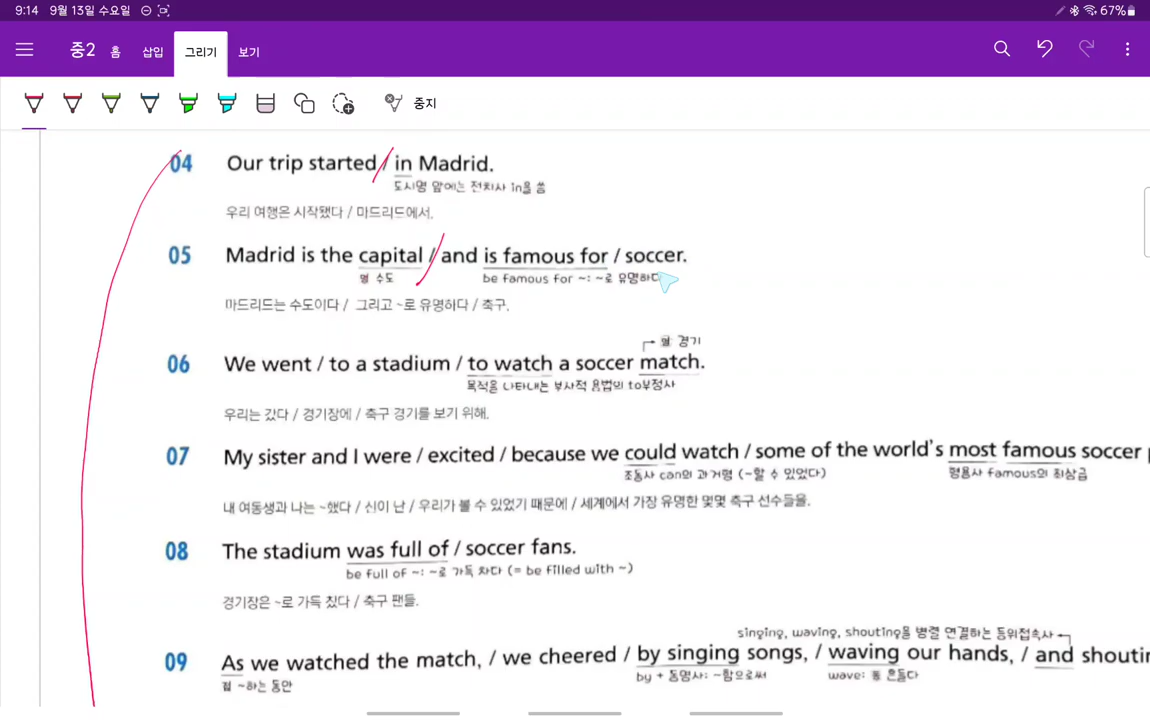 9:14 9월 13일 수요일 67%
중2 홈 삽입 그리기 보기
중지
04 Our trip started / in Madrid.
도시명 앞에는 전치사 in을 씀
우리 여행은 시작됐다 / 마드리드에서.
05 Madrid is the capital / and is famous for / soccer.
명 수도 be famous for ~: ~로 유명하다
마드리드는 수도이다 / 그리고 ~로 유명하다 / 축구.
명 경기
06 We went / to a stadium / to watch a soccer match.
목적을 나타내는 부사적 용법의 to부정사
우리는 갔다 / 경기장에 / 축구 경기를 보기 위해.
07 My sister and I were / excited / because we could watch / some of the world's most famous soccer
조동사 can의 과거형 (~할 수 있었다) 형용사 famous의 최상급
내 여동생과 나는 ~했다 / 신이 난 / 우리가 볼 수 있었기 때문에 / 세계에서 가장 유명한 몇몇 축구 선수들을.
08 The stadium was full of / soccer fans.
be full of ~: ~로 가득 차다 (= be filled with ~)
경기장은 ~로 가득 찼다 / 축구 팬들.
singing, waving, shouting을 병렬 연결하는 등위접속사
09 As we watched the match, / we cheered / by singing songs, / waving our hands, / and shoutin
접 ~하는 동안 by + 동명사: ~함으로써 wave: 동 흔들다